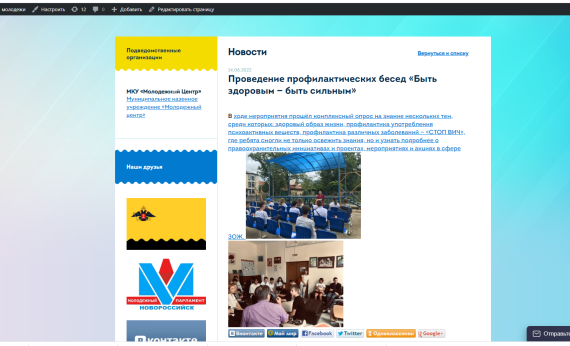 молодежи Настроить 12 0 Добавить Редактировать страницу
Подведомственные
организации
МКУ «Молодежный Центр»
Муниципальное казенное
учреждение «Молодежный
центр»
Наши друзья
МОЛОДЕЖНЫЙ ПАРЛАМЕНТ
НОВОРОССИЙСК
контакте
Новости
Вернуться к списку
Проведение профилактических бесед «Быть
здоровым – быть сильным»
В ходе мероприятия прошёл комплексный опрос на знание нескольких тем,
среди которых: здоровый образ жизни, профилактика употребления
психоактивных веществ, профилактика различных заболеваний – «СТОП ВИЧ»,
где ребята смогли не только освежить знания, но и узнать подробнее о
правоохранительных инициативах и проектах, мероприятиях и акциях в сфере
ЗОЖ
Вконтакте Мой мир Facebook Twitter Одноклассники Google+
Отправьте